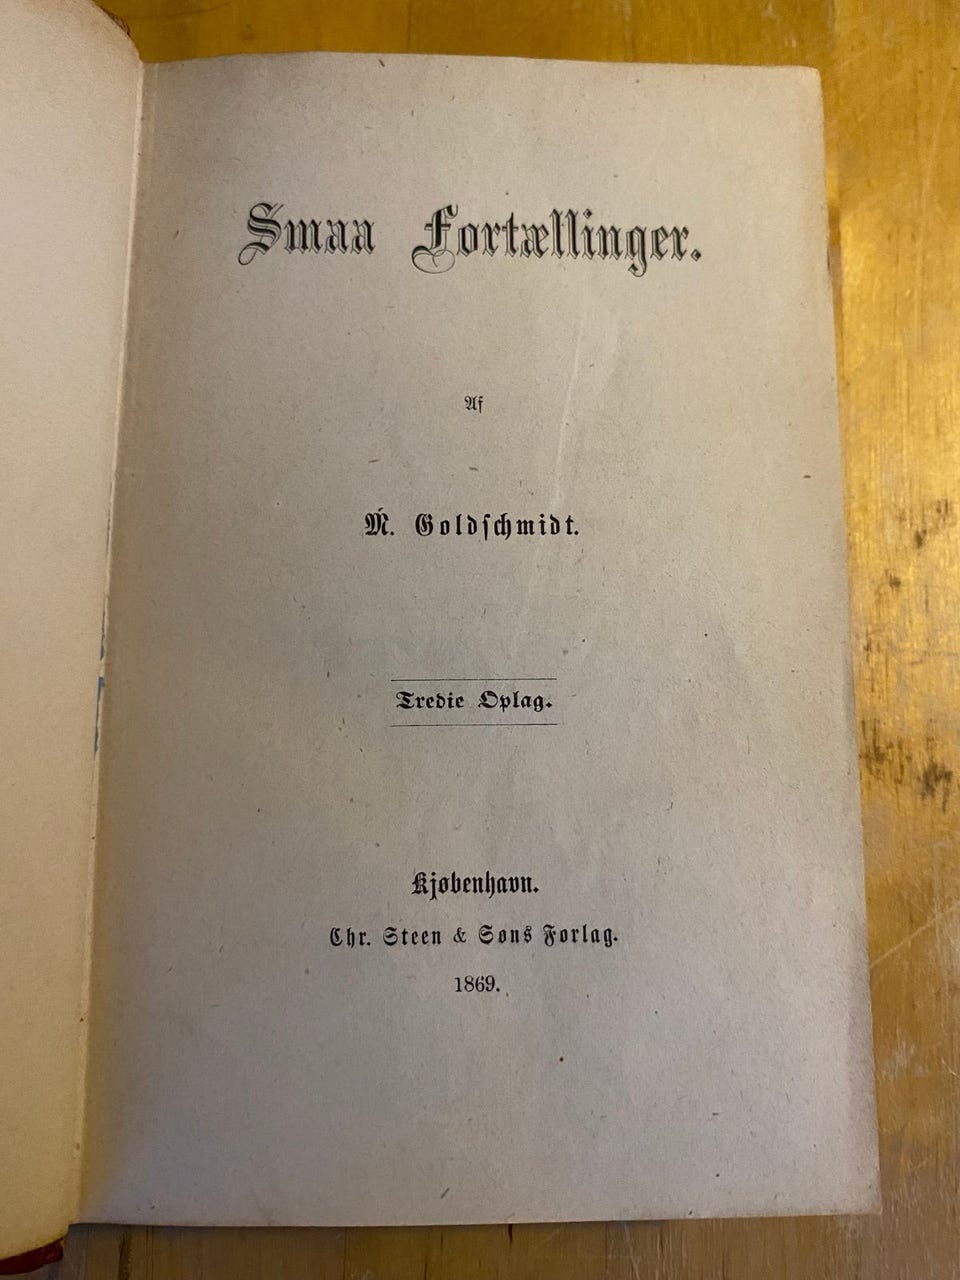 Smaa Fortællinger.
Af
M. Goldschmidt.
Tredie Oplag.
Kjøbenhavn.
Chr. Steen & Søns Forlag.
1869.